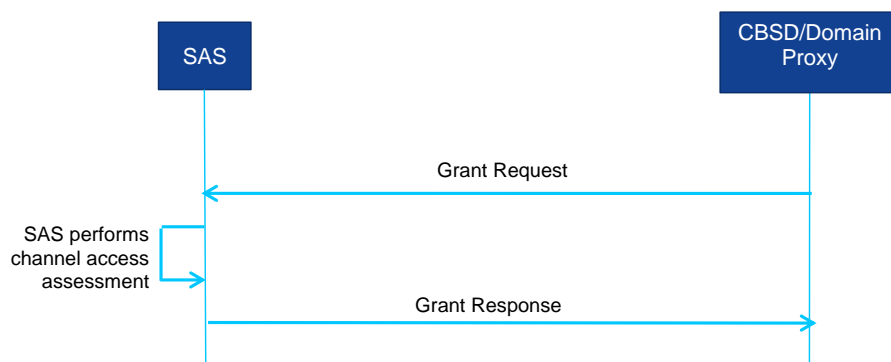 SAS
CBSD/Domain
Proxy
Grant Request
SAS performs
channel access
assessment
Grant Response